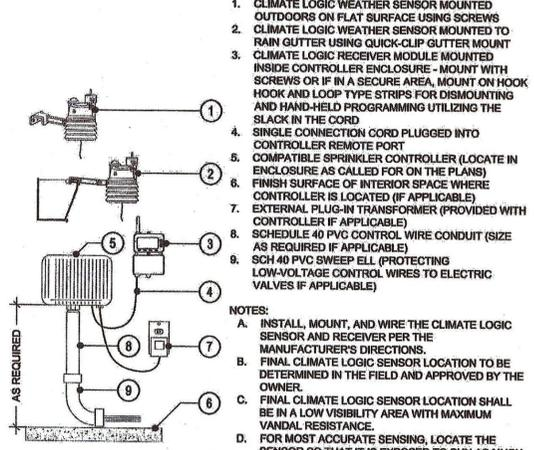 1. CLIMATE LOGIC WEATHER SENSOR MOUNTED
OUTDOORS ON FLAT SURFACE USING SCREWS
2. CLIMATE LOGIC WEATHER SENSOR MOUNTED TO
RAIN GUTTER USING QUICK-CLIP GUTTER MOUNT
3. CLIMATE LOGIC RECEIVER MODULE MOUNTED
INSIDE CONTROLLER ENCLOSURE - MOUNT WITH
SCREWS OR IF IN A SECURE AREA, MOUNT ON HOOK
HOOK AND LOOP TYPE STRIPS FOR DISMOUNTING
AND HAND-HELD PROGRAMMING UTILIZING THE
SLACK IN THE CORD
4. SINGLE CONNECTION CORD PLUGGED INTO
CONTROLLER REMOTE PORT
5. COMPATIBLE SPRINKLER CONTROLLER (LOCATE IN
ENCLOSURE AS CALLED FOR ON THE PLANS)
6. FINISH SURFACE OF INTERIOR SPACE WHERE
CONTROLLER IS LOCATED (IF APPLICABLE)
7. EXTERNAL PLUG-IN TRANSFORMER (PROVIDED WITH
CONTROLLER IF APPLICABLE)
8. SCHEDULE 40 PVC CONTROL WIRE CONDUIT (SIZE
AS REQUIRED IF APPLICABLE)
9. SCH 40 PVC SWEEP ELL (PROTECTING
LOW-VOLTAGE CONTROL WIRES TO ELECTRIC
VALVES IF APPLICABLE)
NOTES:
A. INSTALL, MOUNT, AND WIRE THE CLIMATE LOGIC
SENSOR AND RECEIVER PER THE
MANUFACTURER'S DIRECTIONS.
B. FINAL CLIMATE LOGIC SENSOR LOCATION TO BE
DETERMINED IN THE FIELD AND APPROVED BY THE
OWNER.
C. FINAL CLIMATE LOGIC SENSOR LOCATION SHALL
BE IN A LOW VISIBILITY AREA WITH MAXIMUM
VANDAL RESISTANCE.
D. FOR MOST ACCURATE SENSING, LOCATE THE
1
2
3
5
4
8
7
9
6
AS REQUIRED